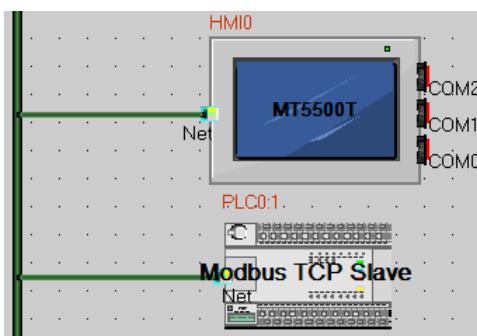 HMI0
MT5500T
COM2
COM1
COM0
Net
PLC0:1
Modbus TCP Slave
Net